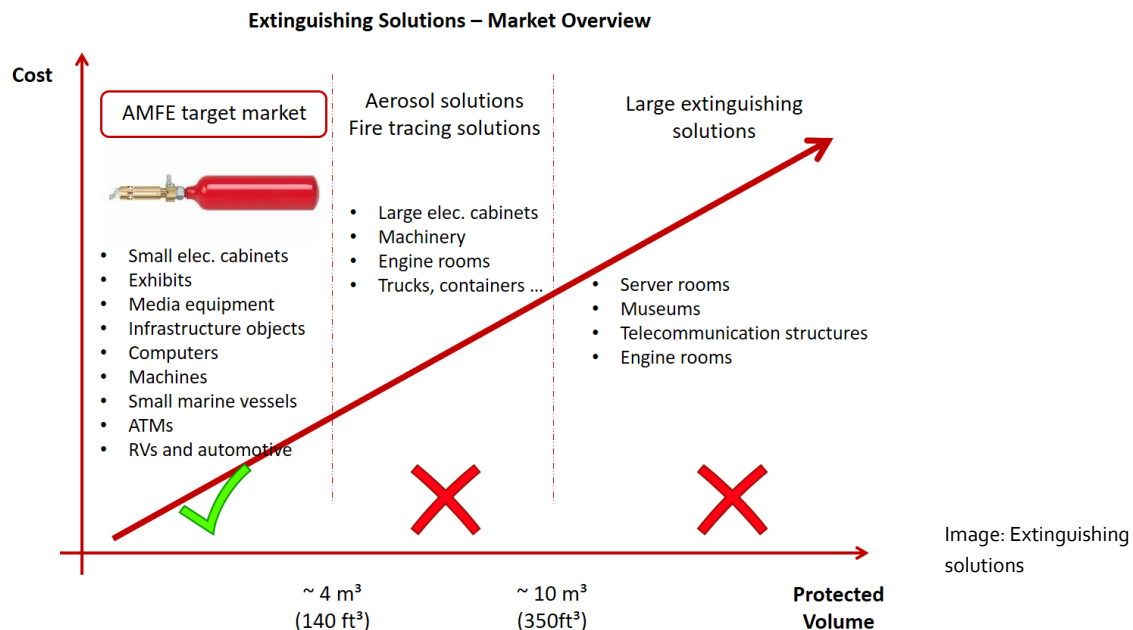 Extinguishing Solutions – Market Overview
Cost
AMFE target market
• Small elec. cabinets
• Exhibits
• Media equipment
• Infrastructure objects
• Computers
• Machines
• Small marine vessels
• ATMs
• RVs and automotive
Aerosol solutions
Fire tracing solutions
• Large elec. cabinets
• Machinery
• Engine rooms
• Trucks, containers ...
Large extinguishing
solutions
• Server rooms
• Museums
• Telecommunication structures
• Engine rooms
~ 4 m³
(140 ft³)
~ 10 m³
(350ft³)
Protected
Volume
Image: Extinguishing
solutions